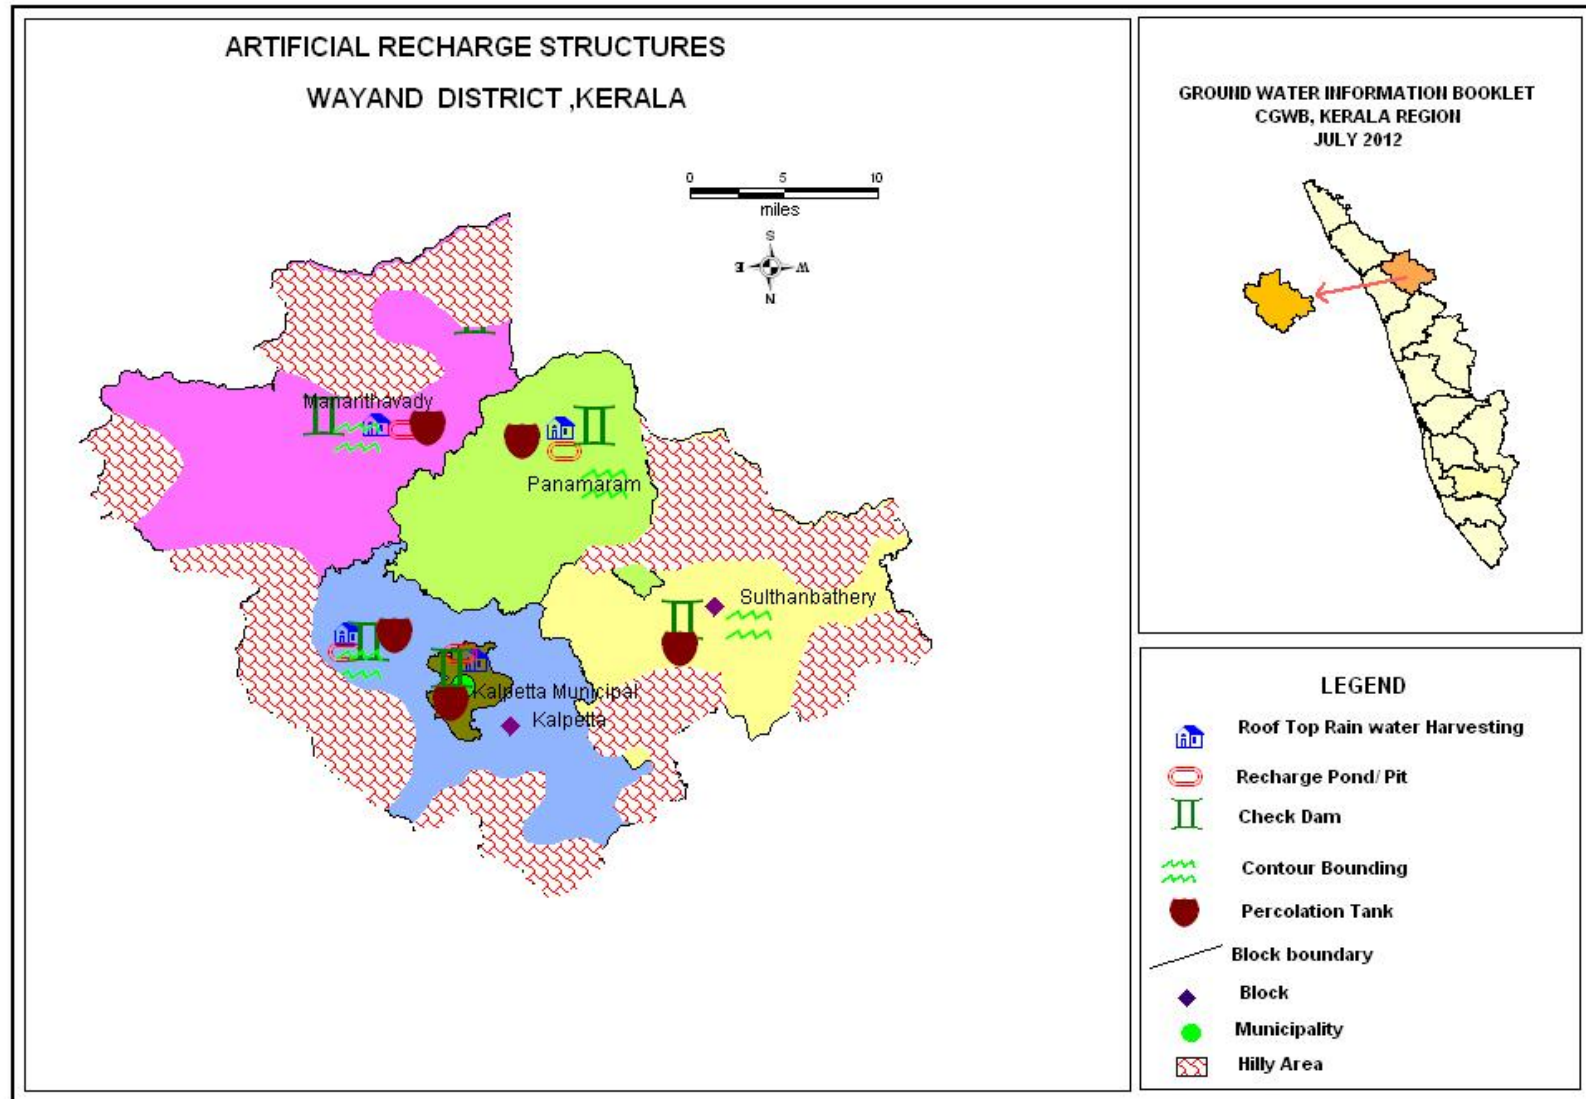 ARTIFICIAL RECHARGE STRUCTURES
WAYAND DISTRICT ,KERALA
0 5 10
miles
S
E W
N
Mananthavady
Panamaram
Sulthanbathery
Kalpetta Municipal
Kalpetta
GROUND WATER INFORMATION BOOKLET
CGWB, KERALA REGION
JULY 2012
LEGEND
Roof Top Rain water Harvesting
Recharge Pond/ Pit
Check Dam
Contour Bounding
Percolation Tank
Block boundary
Block
Municipality
Hilly Area